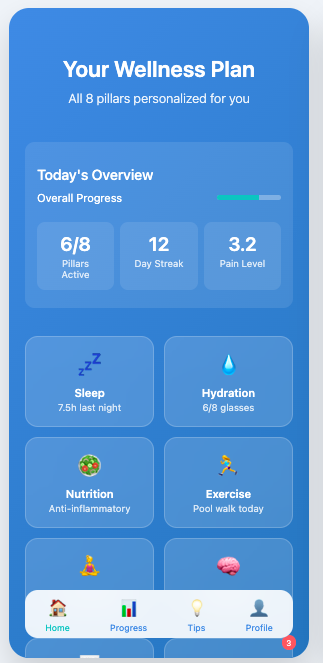 Your Wellness Plan
All 8 pillars personalized for you
Today's Overview
Overall Progress
6/8
Pillars
Active
12
Day Streak
3.2
Pain Level
💤
Sleep
7.5h last night
Hydration
6/8 glasses
Nutrition
Anti-inflammatory
Exercise
Pool walk today
Home
Progress
Tips
Profile
3